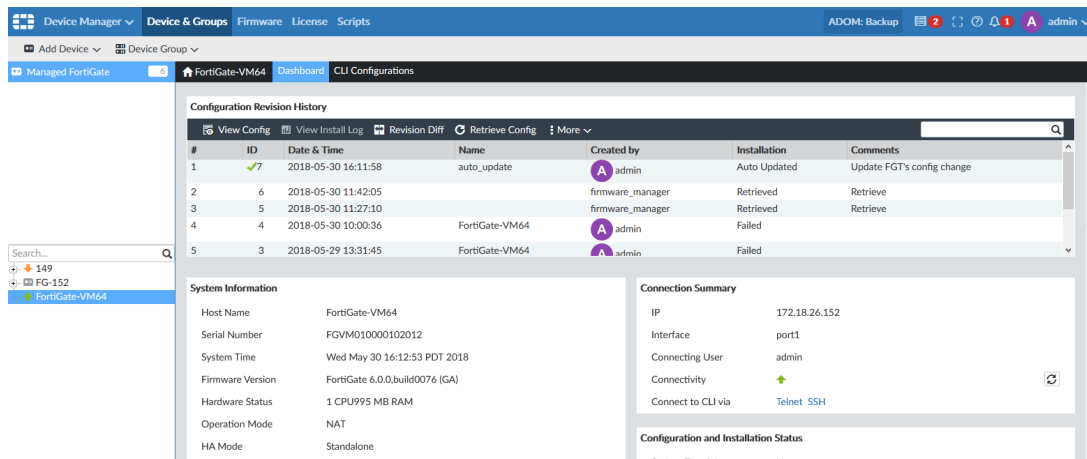 Device Manager Device & Groups Firmware License Scripts ADOM: Backup 2 1 A admin
Add Device Device Group
Managed FortiGate 6 FortiGate-VM64 Dashboard CLI Configurations
Configuration Revision History
View Config View Install Log Revision Diff Retrieve Config More
# ID Date & Time Name Created by Installation Comments
1 7 2018-05-30 16:11:58 auto_update A admin Auto Updated Update FGT's config change
2 6 2018-05-30 11:42:05 firmware_manager Retrieved Retrieve
3 5 2018-05-30 11:27:10 firmware_manager Retrieved Retrieve
4 4 2018-05-30 10:00:36 FortiGate-VM64 A admin Failed
5 3 2018-05-29 13:31:45 FortiGate-VM64 A admin Failed
Search...
149
FG-152
FortiGate-VM64
System Information
Host Name FortiGate-VM64
Serial Number FGVM010000102012
System Time Wed May 30 16:12:53 PDT 2018
Firmware Version FortiGate 6.0.0,build0076 (GA)
Hardware Status 1 CPU995 MB RAM
Operation Mode NAT
HA Mode Standalone
Connection Summary
IP 172.18.26.152
Interface port1
Connecting User admin
Connectivity
Connect to CLI via Telnet SSH
Configuration and Installation Status